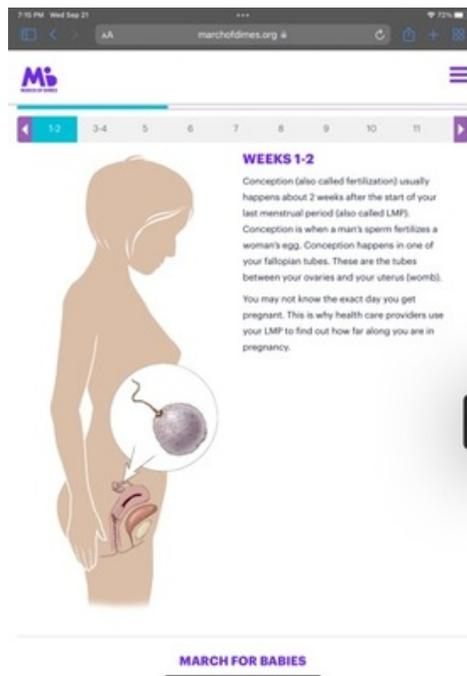 7:15 PM Wed Sep 21
72%
AA
marchofdimes.org
MARCH OF DIMES
1-2 3-4 5 6 7 8 9 10 11
WEEKS 1-2
Conception (also called fertilization) usually
happens about 2 weeks after the start of your
last menstrual period (also called LMP).
Conception is when a man's sperm fertilizes a
woman's egg. Conception happens in one of
your fallopian tubes. These are the tubes
between your ovaries and your uterus (womb).
You may not know the exact day you get
pregnant. This is why health care providers use
your LMP to find out how far along you are in
pregnancy.
MARCH FOR BABIES